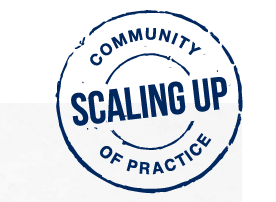 COMMUNITY
SCALING UP
OF PRACTICE